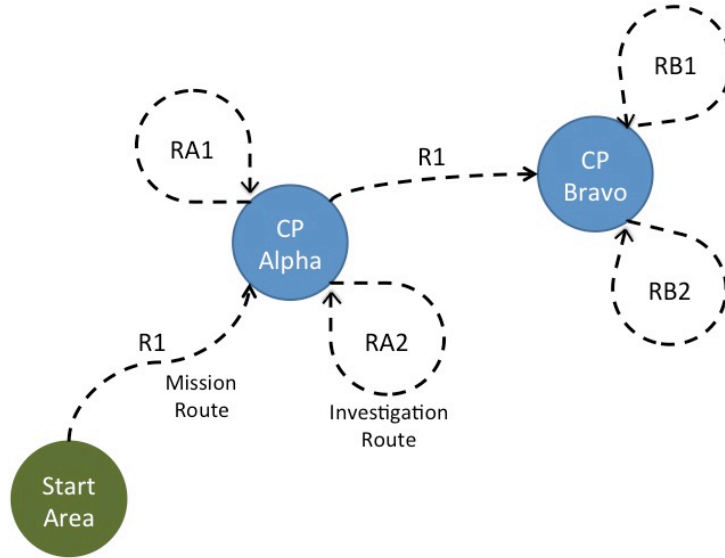 RB1
RA1
R1
CP
Bravo
CP
Alpha
RB2
R1
RA2
Mission
Route
Investigation
Route
Start
Area